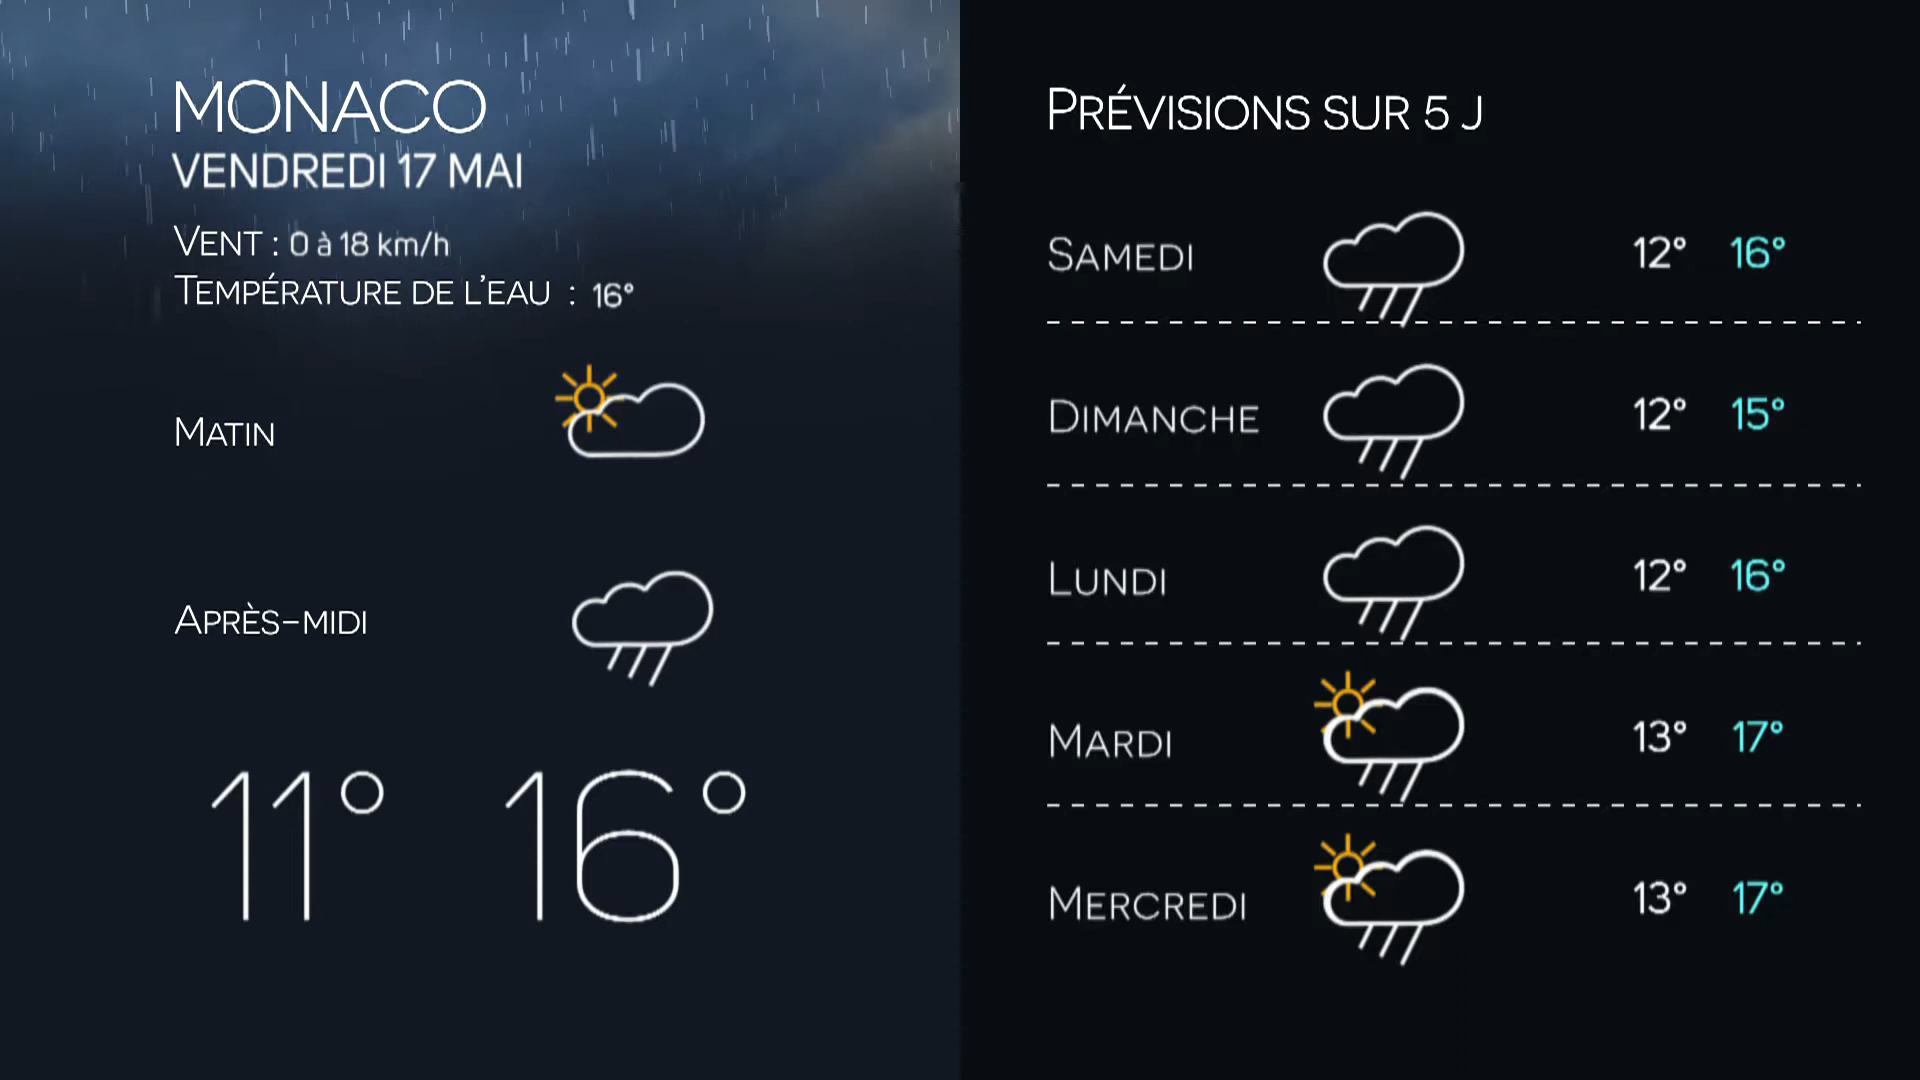 MONACO
VENDREDI 17 MAI
VENT : 0 à 18 km/h
TEMPÉRATURE DE L'EAU : 16°
MATIN
APRÈS-MIDI
11° 16°
PRÉVISIONS SUR 5 J
SAMEDI 12° 16°
DIMANCHE 12° 15°
LUNDI 12° 16°
MARDI 13° 17°
MERCREDI 13° 17°